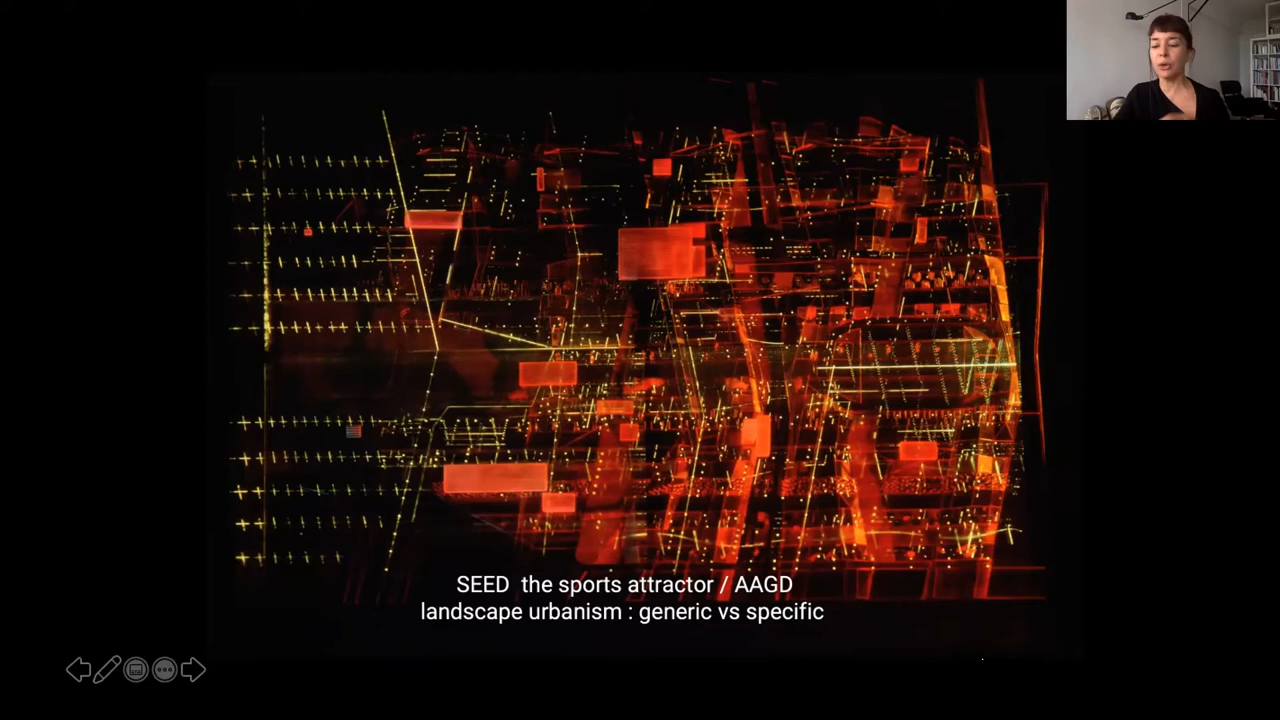 SEED the sports attractor / AAGD
landscape urbanism : generic vs specific